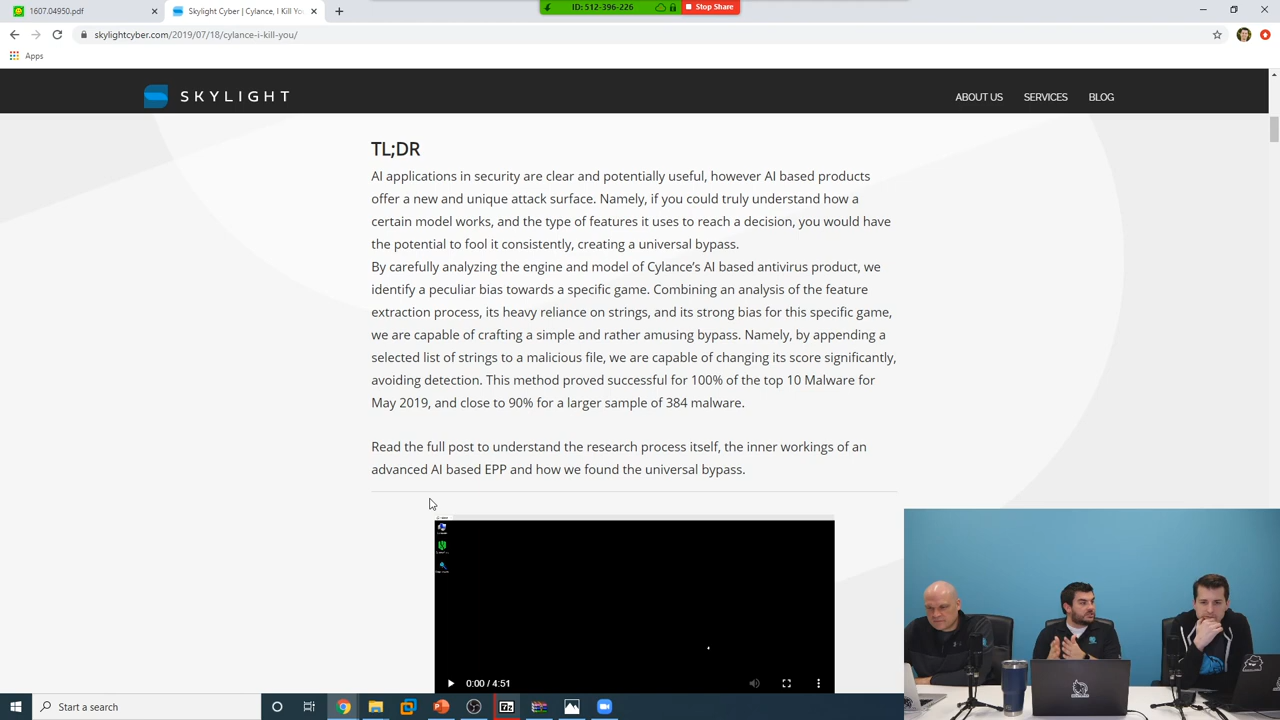 1607.04950.pdf
Skylight Cyber | Cylance, I Kill You
ID: 512-396-226
Stop Share
skylightcyber.com/2019/07/18/cylance-i-kill-you/
Apps
SKYLIGHT
ABOUT US
SERVICES
BLOG
TL;DR
AI applications in security are clear and potentially useful, however AI based products
offer a new and unique attack surface. Namely, if you could truly understand how a
certain model works, and the type of features it uses to reach a decision, you would have
the potential to fool it consistently, creating a universal bypass.
By carefully analyzing the engine and model of Cylance's AI based antivirus product, we
identify a peculiar bias towards a specific game. Combining an analysis of the feature
extraction process, its heavy reliance on strings, and its strong bias for this specific game,
we are capable of crafting a simple and rather amusing bypass. Namely, by appending a
selected list of strings to a malicious file, we are capable of changing its score significantly,
avoiding detection. This method proved successful for 100% of the top 10 Malware for
May 2019, and close to 90% for a larger sample of 384 malware.
Read the full post to understand the research process itself, the inner workings of an
advanced AI based EPP and how we found the universal bypass.
0:00 / 4:51
Start a search
7z